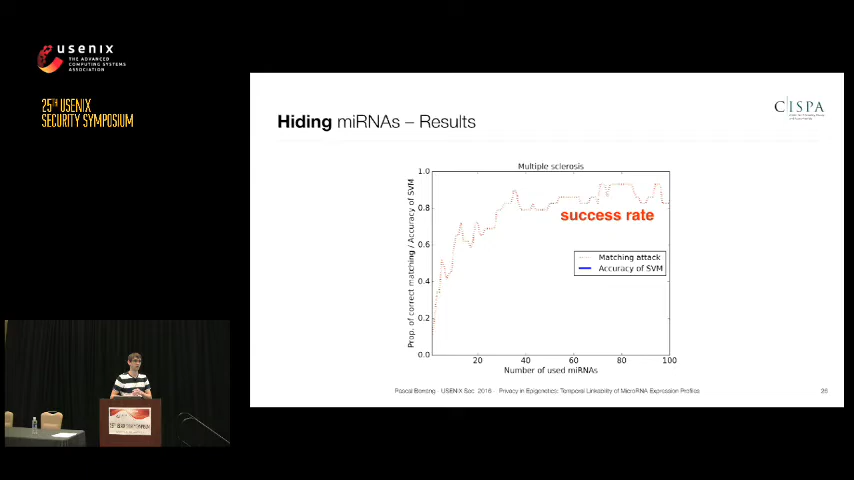 usenix
THE ADVANCED
COMPUTING SYSTEMS
ASSOCIATION
25TH USENIX
SECURITY SYMPOSIUM
CISPA
Hiding miRNAs – Results
Multiple sclerosis
Prop. of correct matching / Accuracy of SVM
1.0
0.8
0.6
0.4
0.2
0.0
success rate
Matching attack
Accuracy of SVM
20 40 60 80 100
Number of used miRNAs
Pascal Berrang - USENIX Sec 2016 - Privacy in Epigenetics: Temporal Linkability of MicroRNA Expression Profiles